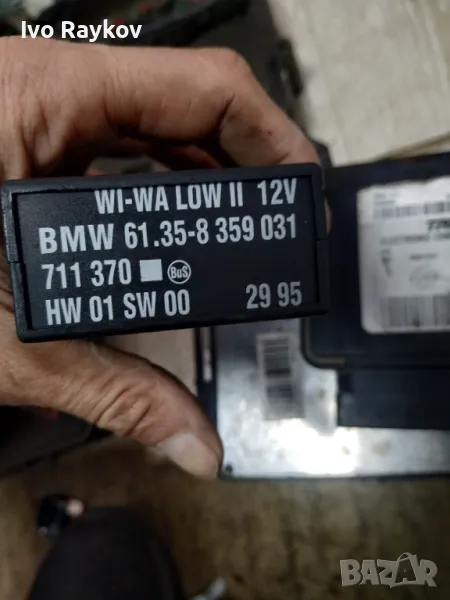 Ivo Raykov
WI-WA LOW II 12V
BMW 61.35-8 359 031
711 370 BuS
HW 01 SW 00 29 95
BAZAR